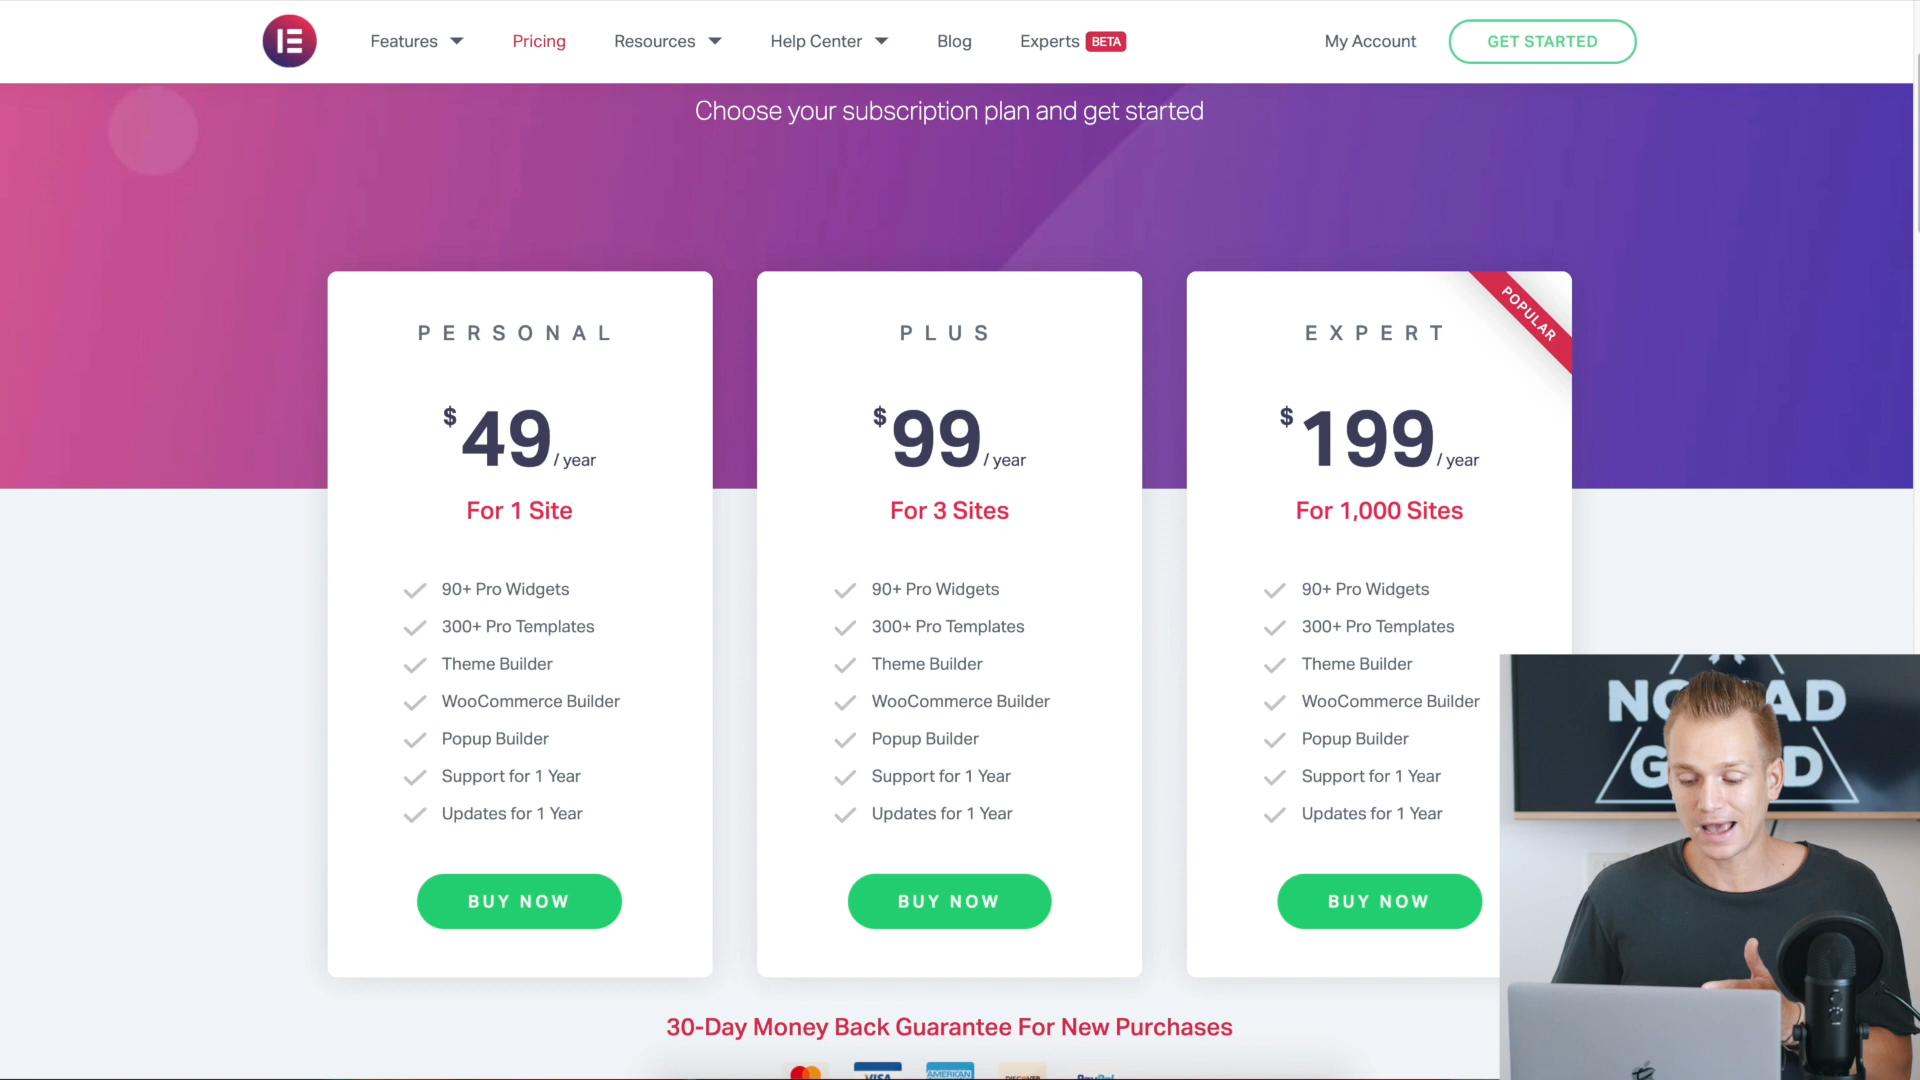 Features
Pricing
Resources
Help Center
Blog
Experts BETA
My Account
GET STARTED
Choose your subscription plan and get started
PERSONAL
$49/ year
For 1 Site
90+ Pro Widgets
300+ Pro Templates
Theme Builder
WooCommerce Builder
Popup Builder
Support for 1 Year
Updates for 1 Year
BUY NOW
PLUS
$99/ year
For 3 Sites
90+ Pro Widgets
300+ Pro Templates
Theme Builder
WooCommerce Builder
Popup Builder
Support for 1 Year
Updates for 1 Year
BUY NOW
POPULAR
EXPERT
$199/ year
For 1,000 Sites
90+ Pro Widgets
300+ Pro Templates
Theme Builder
WooCommerce Builder
Popup Builder
Support for 1 Year
Updates for 1 Year
BUY NOW
30-Day Money Back Guarantee For New Purchases
VISA
AMERICAN
DISCOVER
PayPal